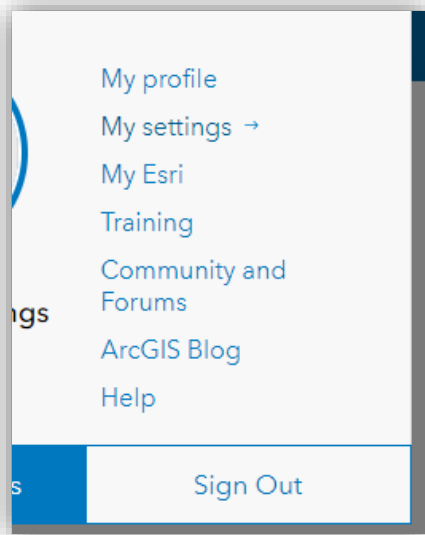 My profile
My settings →
My Esri
Training
Community and
Forums
ArcGIS Blog
Help
Sign Out